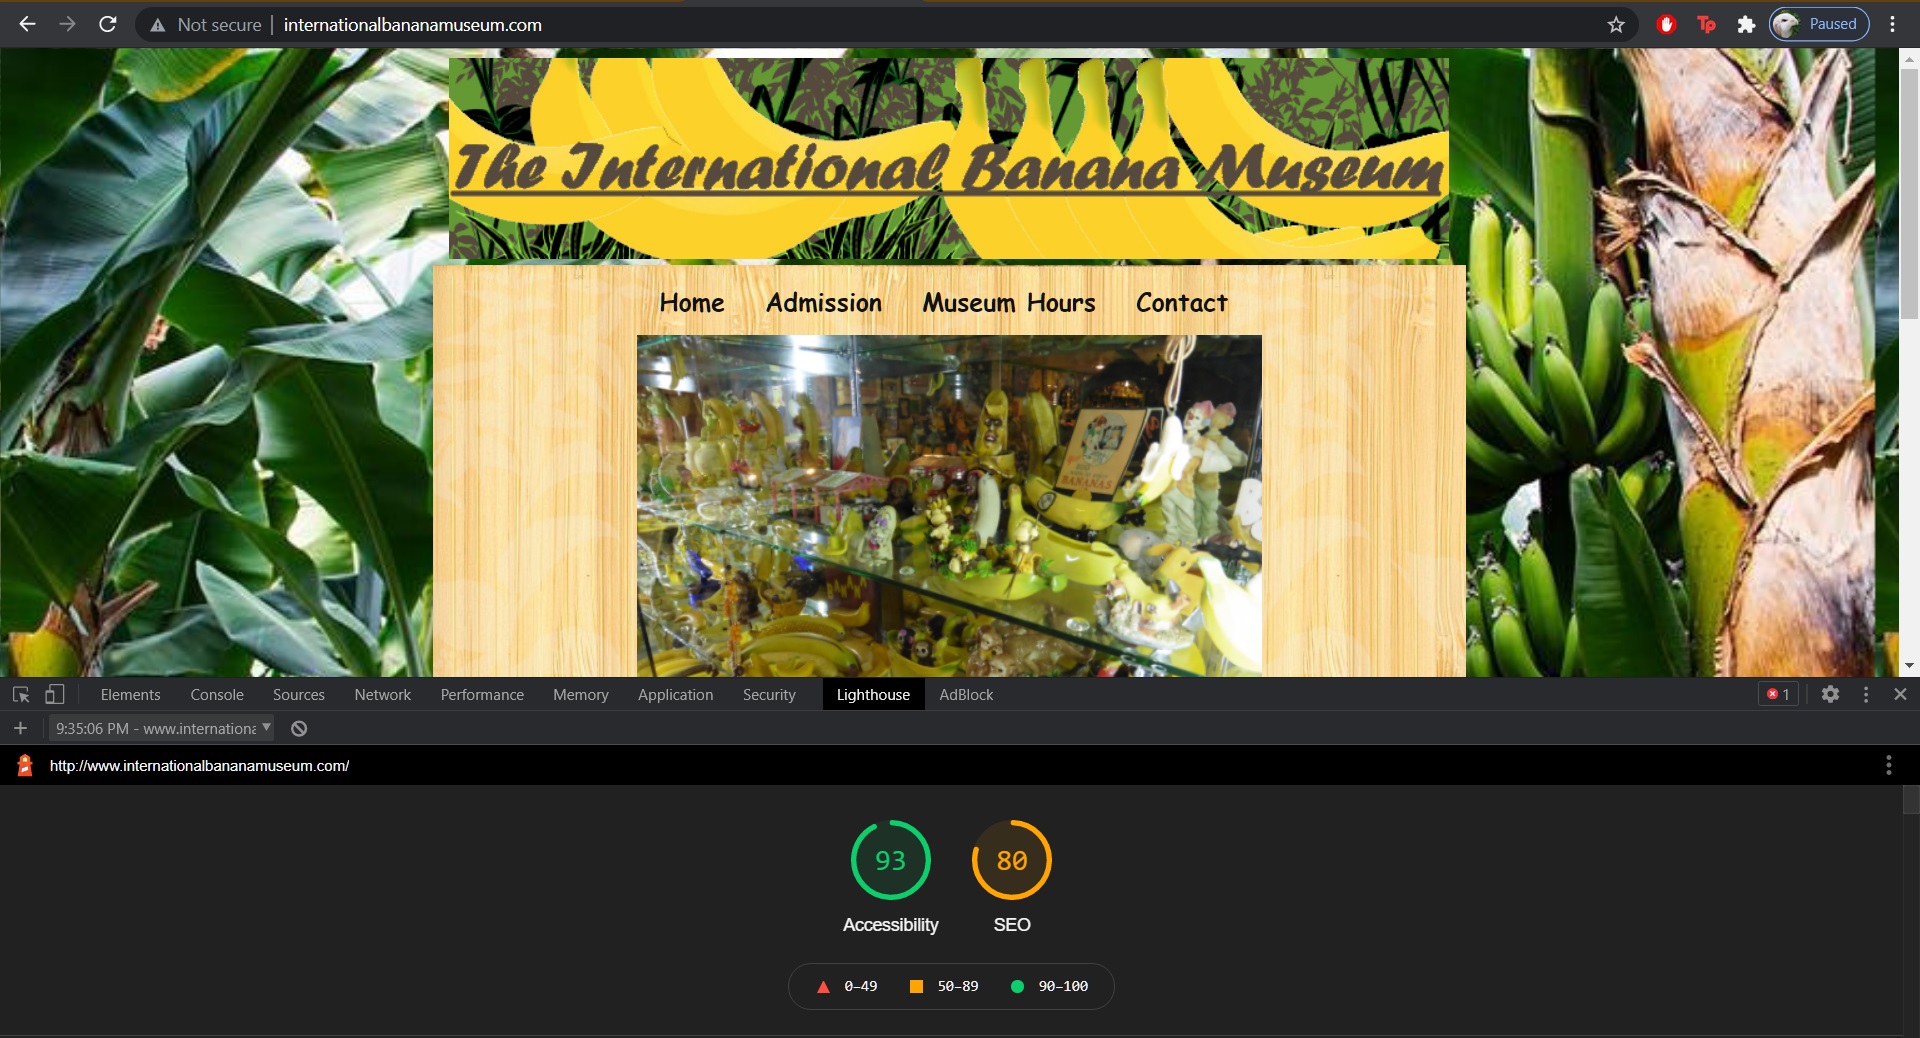 Not secure | internationalbananamuseum.com
Tp
Paused
The International Banana Museum
Home Admission Museum Hours Contact
BANANAS
Elements Console Sources Network Performance Memory Application Security Lighthouse AdBlock 1
9:35:06 PM - www.internationa
http://www.internationalbananamuseum.com/
93 80
Accessibility SEO
0–49 50–89 90–100